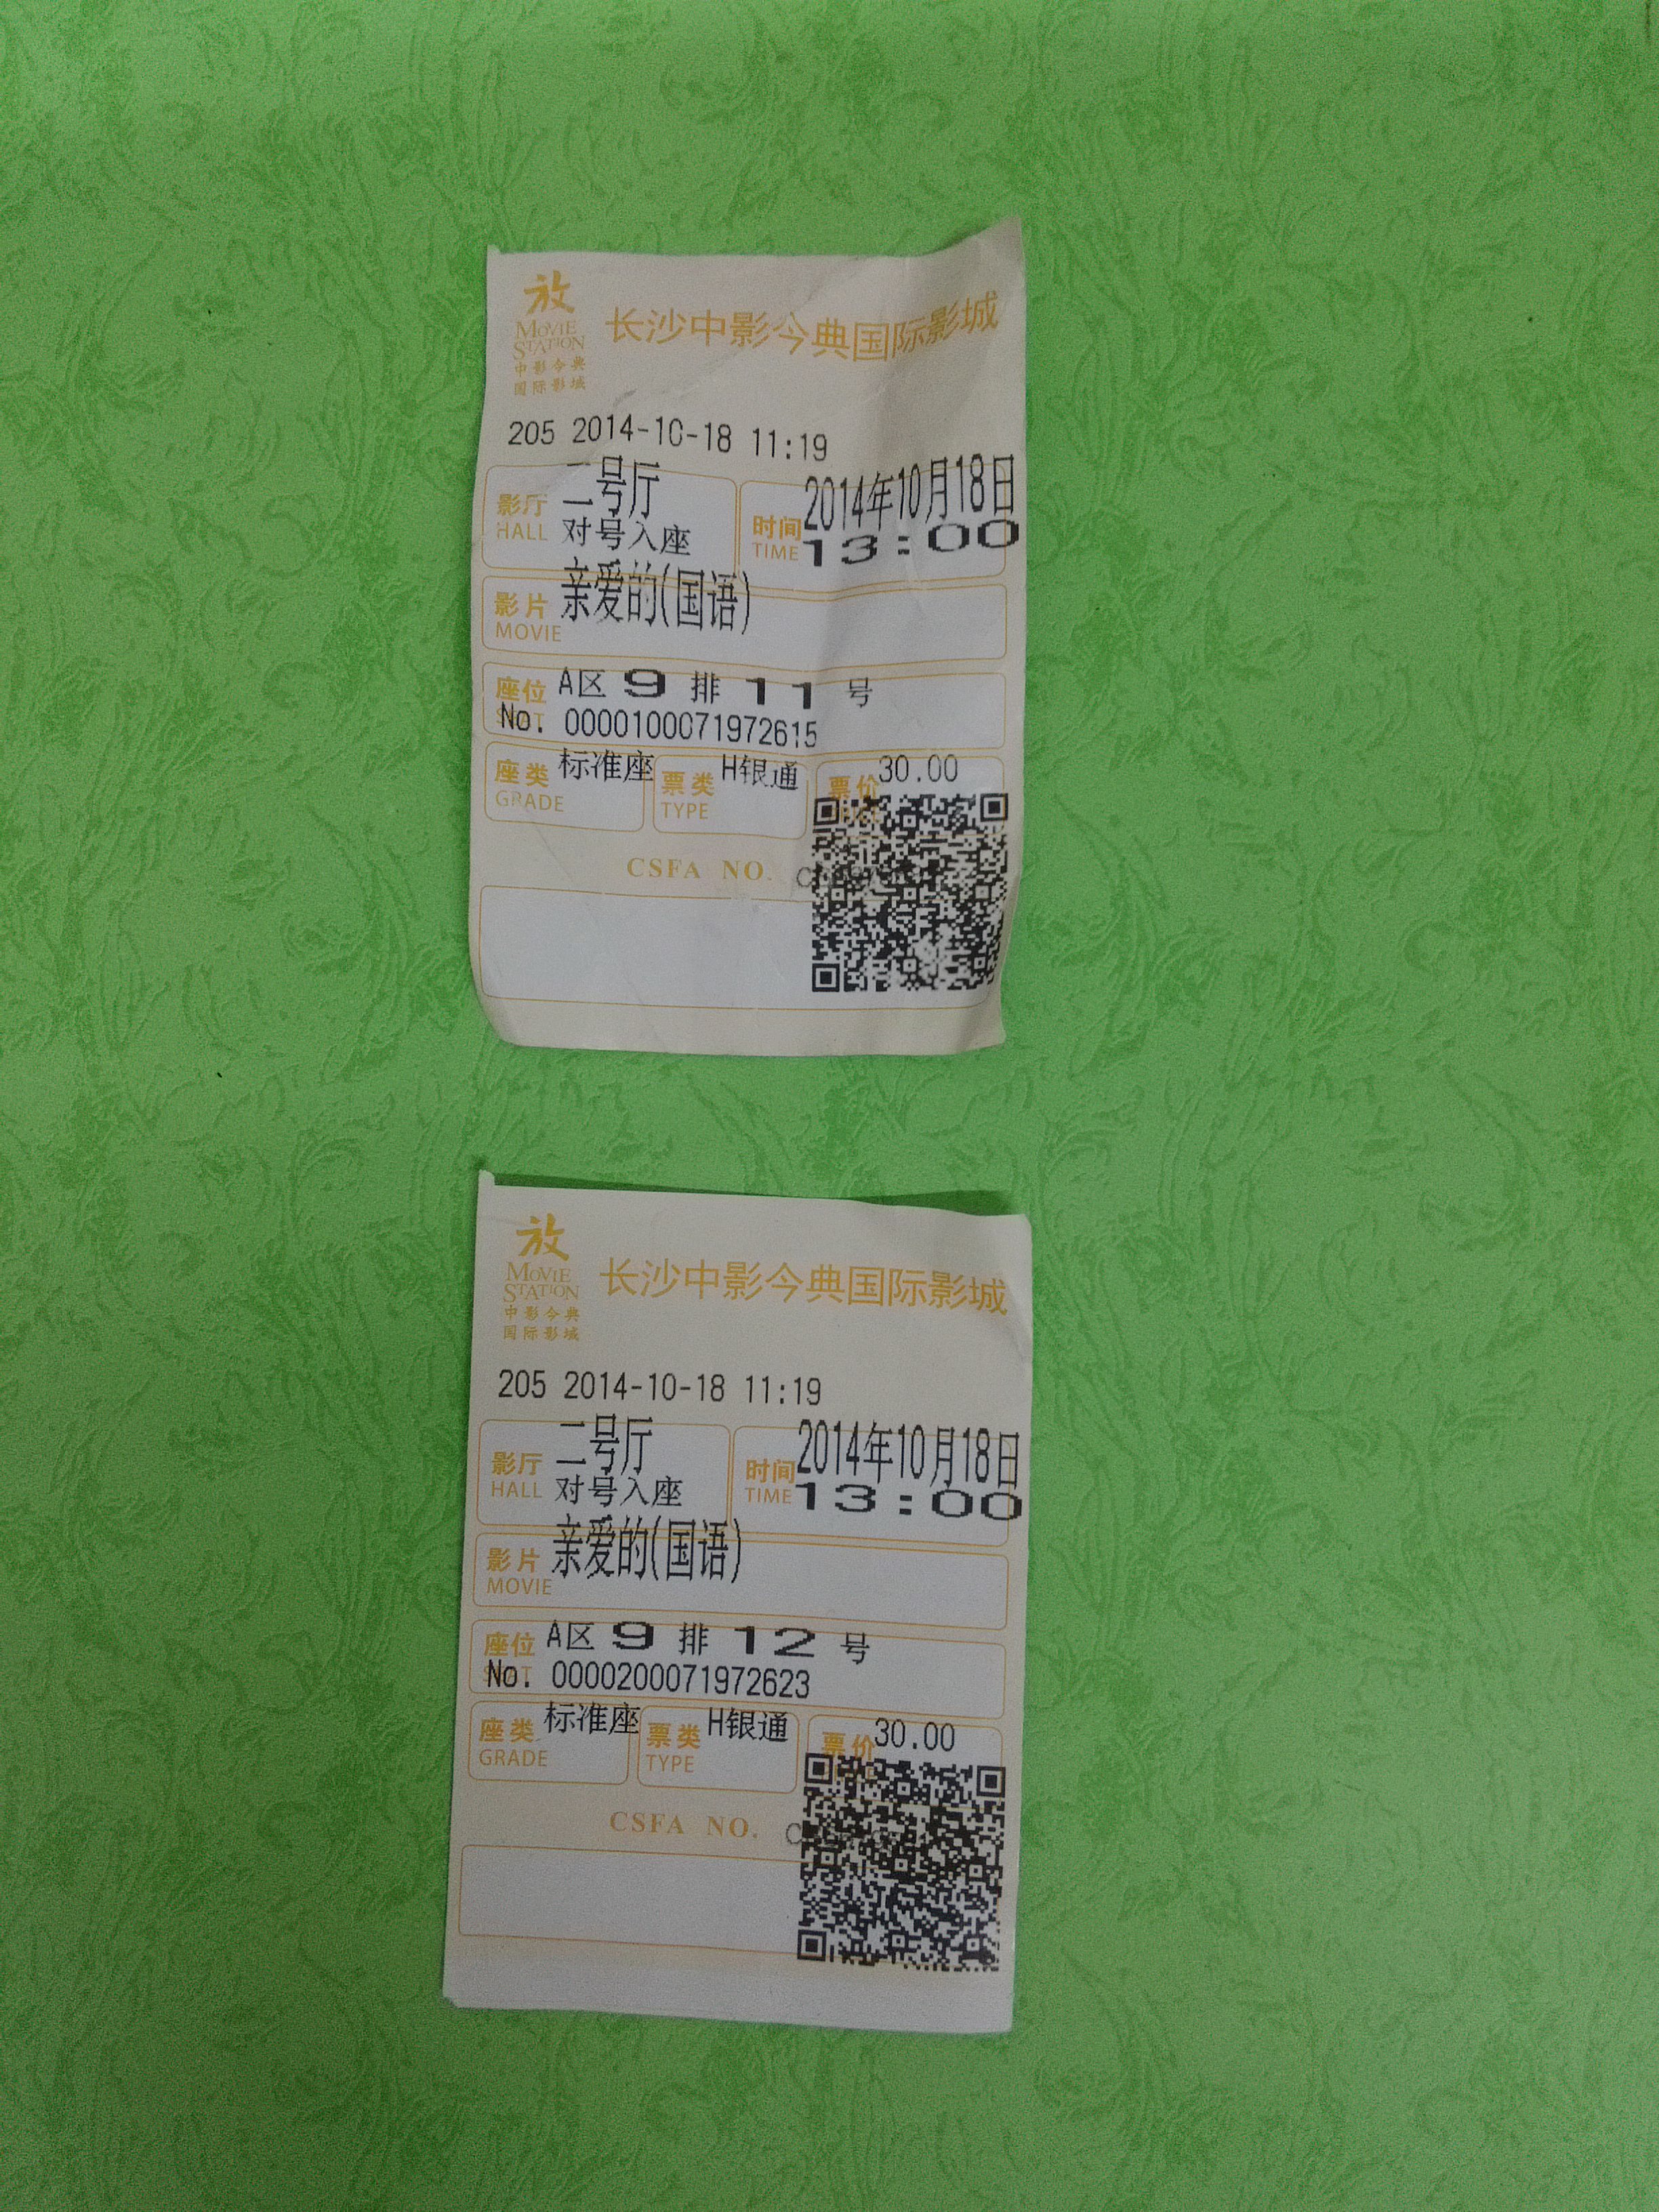 放
MOVIE
STATION
中影今典
国际影城
长沙中影今典国际影城
205 2014-10-18 11:19
影厅 二号厅
HALL 对号入座
时间 2014年10月18日
TIME 13:00
影片 亲爱的(国语)
MOVIE
座位 A区 9 排 11 号
No. 0000100071972615
座类 标准座
GRADE
票类 H银通
TYPE
票价 30.00
CSFA NO.
放
MOVIE
STATION
中影今典
国际影城
长沙中影今典国际影城
205 2014-10-18 11:19
影厅 二号厅
HALL 对号入座
时间 2014年10月18日
TIME 13:00
影片 亲爱的(国语)
MOVIE
座位 A区 9 排 12 号
No. 0000200071972623
座类 标准座
GRADE
票类 H银通
TYPE
票价 30.00
CSFA NO.